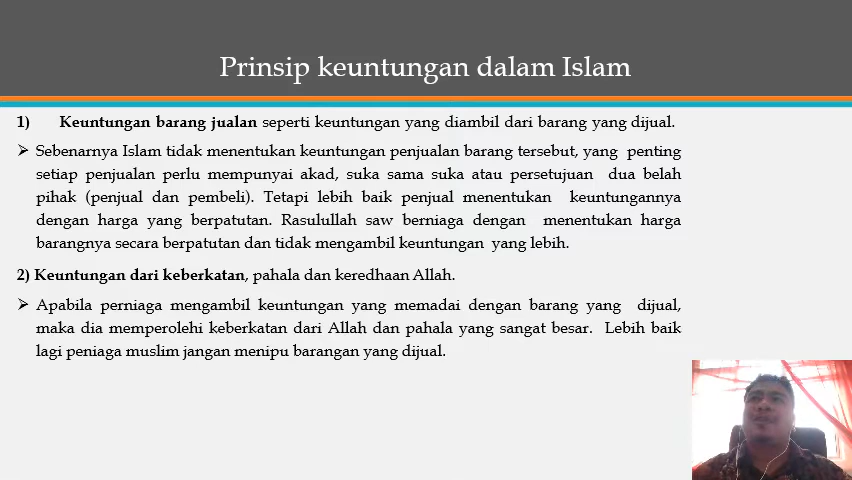 Prinsip keuntungan dalam Islam
1) Keuntungan barang jualan seperti keuntungan yang diambil dari barang yang dijual.
➢ Sebenarnya Islam tidak menentukan keuntungan penjualan barang tersebut, yang penting
setiap penjualan perlu mempunyai akad, suka sama suka atau persetujuan dua belah
pihak (penjual dan pembeli). Tetapi lebih baik penjual menentukan keuntungannya
dengan harga yang berpatutan. Rasulullah saw berniaga dengan menentukan harga
barangnya secara berpatutan dan tidak mengambil keuntungan yang lebih.
2) Keuntungan dari keberkatan, pahala dan keredhaan Allah.
➢ Apabila perniaga mengambil keuntungan yang memadai dengan barang yang dijual,
maka dia memperolehi keberkatan dari Allah dan pahala yang sangat besar. Lebih baik
lagi peniaga muslim jangan menipu barangan yang dijual.